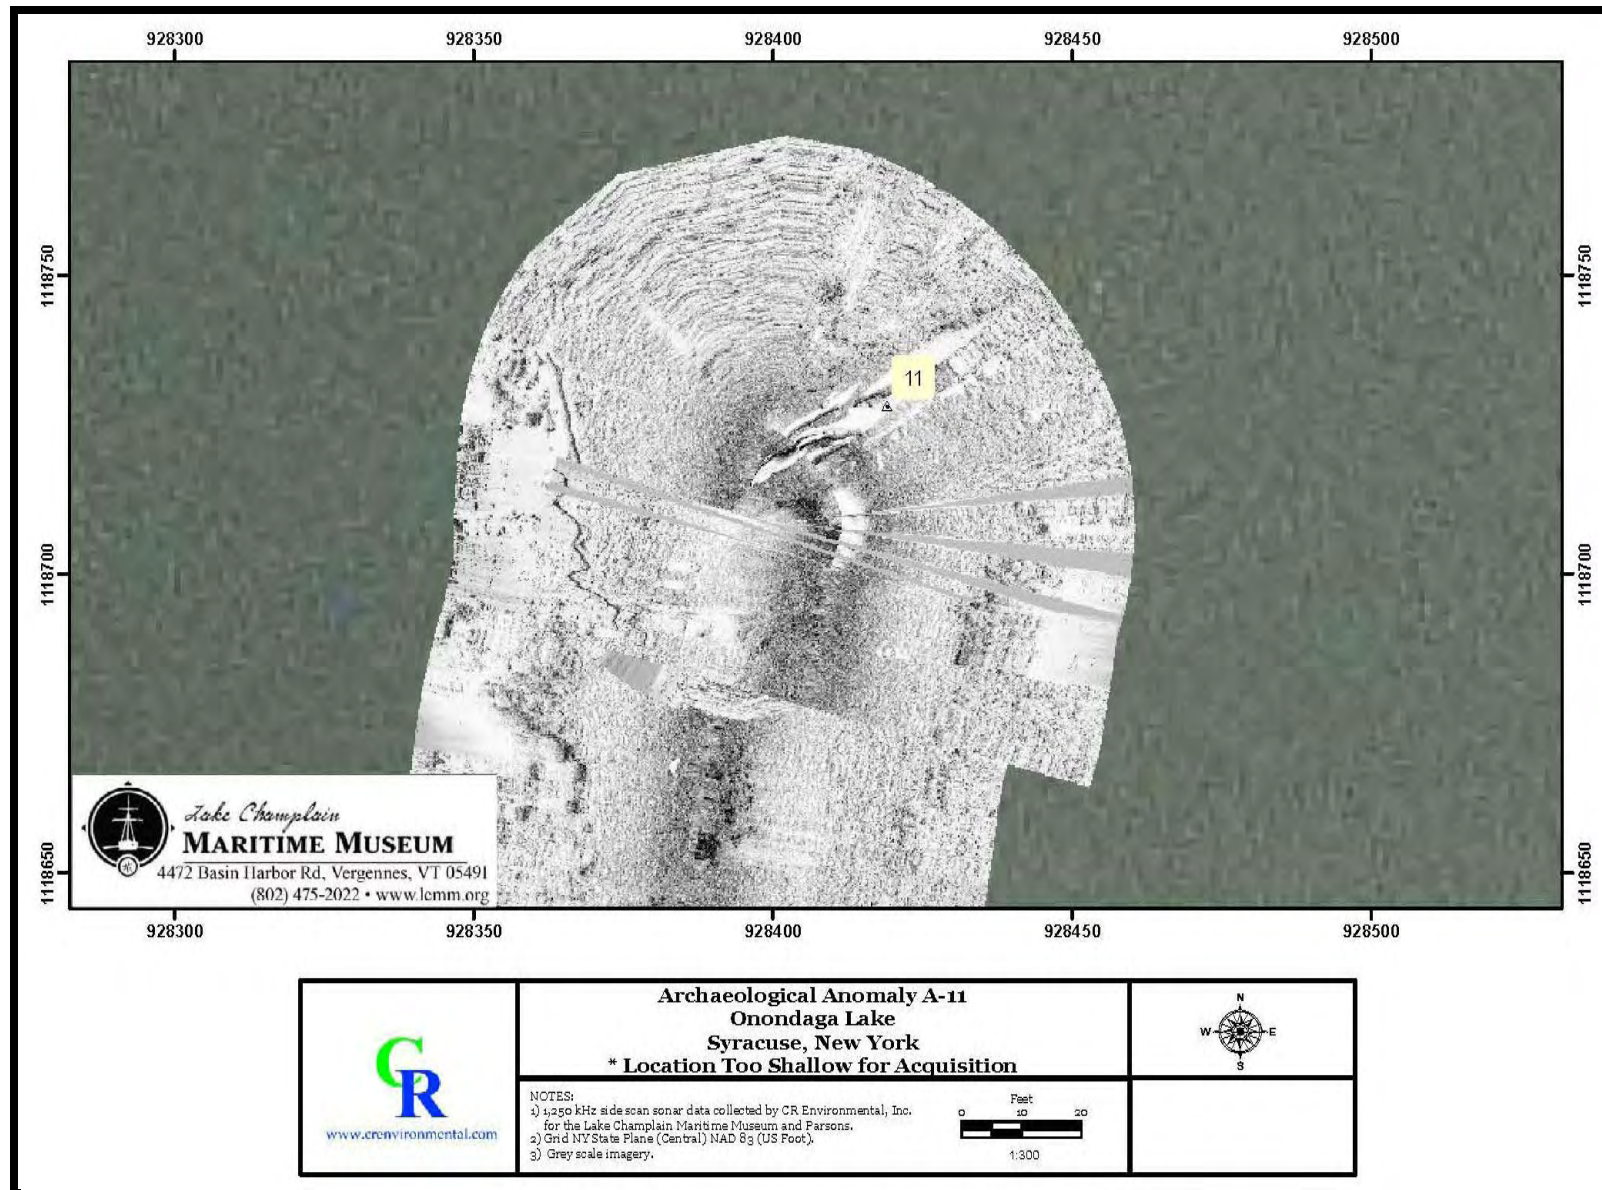 928300 928350 928400 928450 928500
1118750
1118750
11
1118700
1118700
1118650
1118650
Lake Champlain
MARITIME MUSEUM
4472 Basin Harbor Rd, Vergennes, VT 05491
(802) 475-2022 • www.lcmm.org
928300 928350 928400 928450 928500
CR
www.crenvironmental.com
Archaeological Anomaly A-11
Onondaga Lake
Syracuse, New York
* Location Too Shallow for Acquisition
NOTES:
1) 1,250 kHz side scan sonar data collected by CR Environmental, Inc.
for the Lake Champlain Maritime Museum and Parsons.
2) Grid NY State Plane (Central) NAD 83 (US Foot).
3) Grey scale imagery.
Feet
0 10 20
1:300
N
W E
S